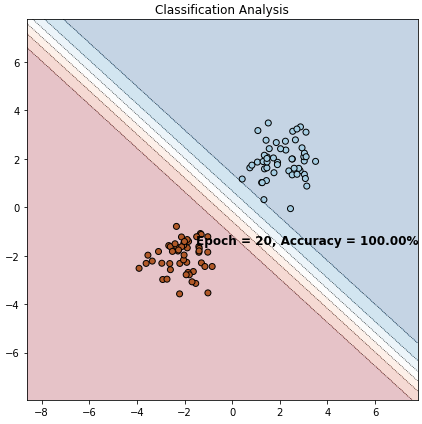 Classification Analysis
6
4
2
0
−2
−4
−6
Epoch = 20, Accuracy = 100.00%
−8 −6 −4 −2 0 2 4 6